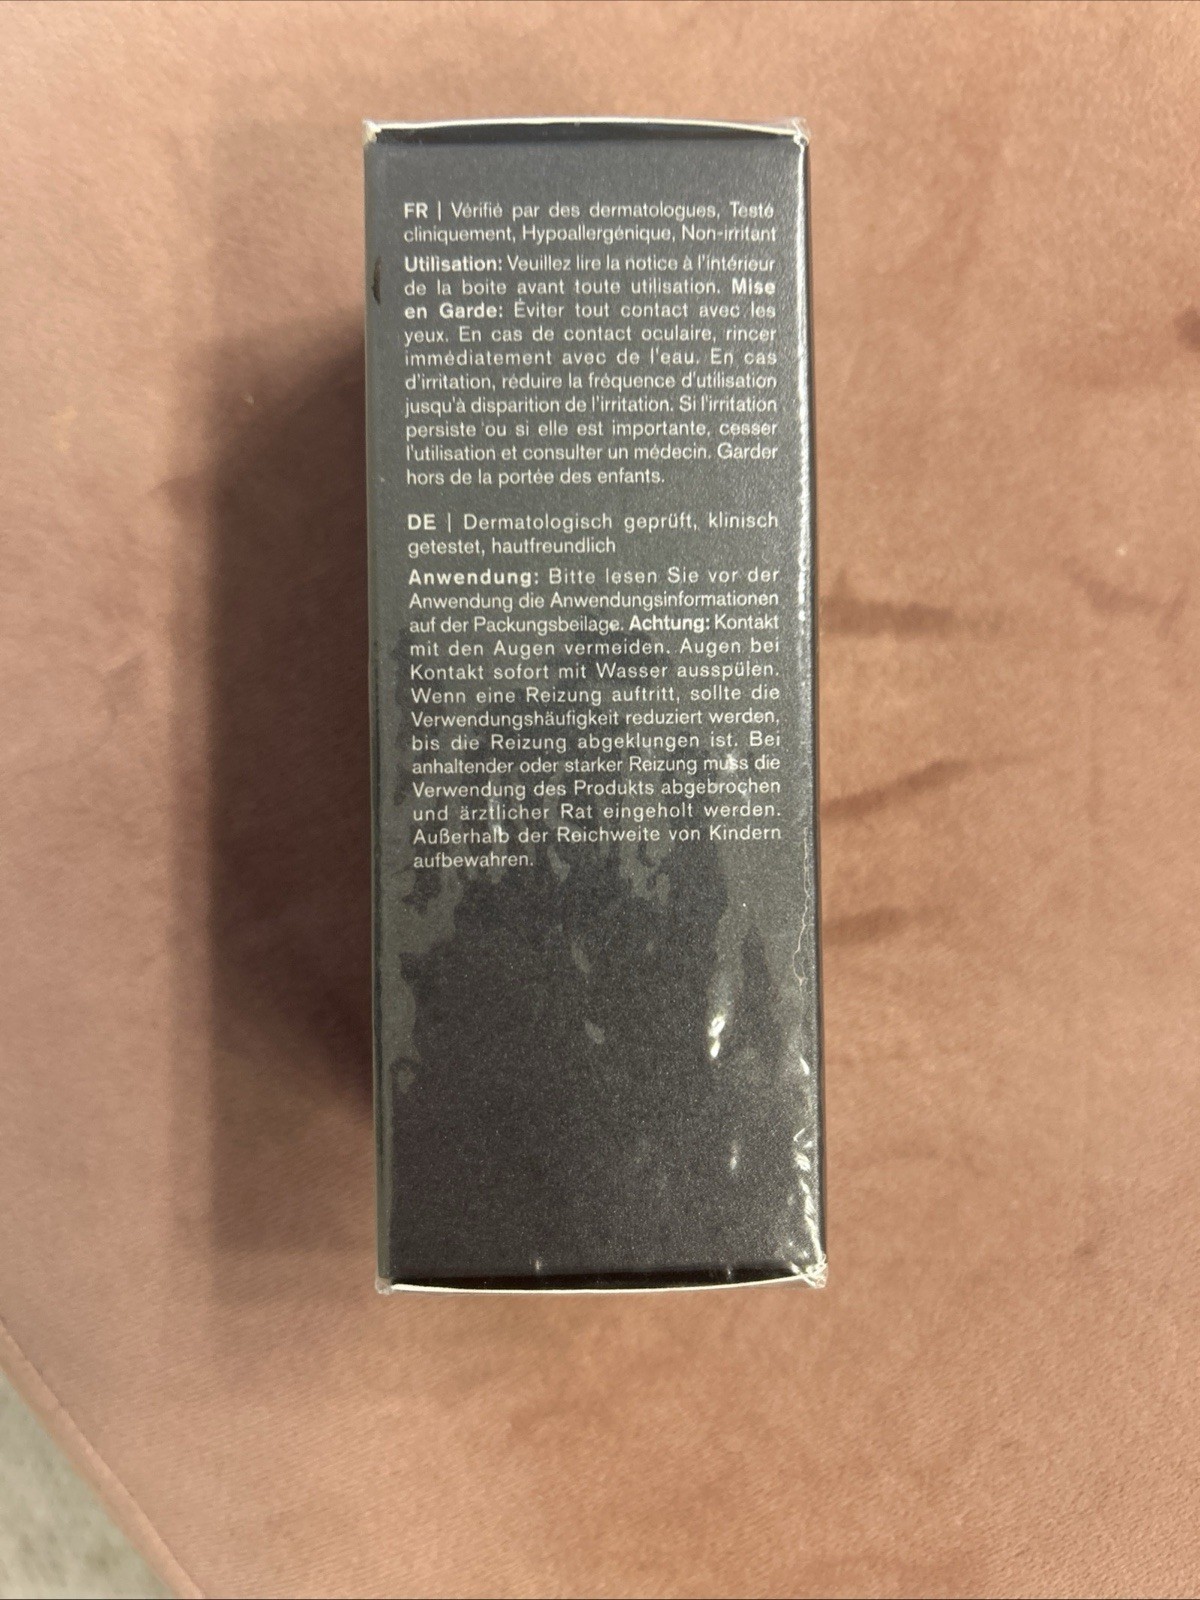 FR | Vérifié par des dermatologues, Testé
cliniquement, Hypoallergénique, Non-irritant
Utilisation: Veuillez lire la notice à l'intérieur
de la boite avant toute utilisation. Mise
en Garde: Éviter tout contact avec les
yeux. En cas de contact oculaire, rincer
immédiatement avec de l'eau. En cas
d'irritation, réduire la fréquence d'utilisation
jusqu'à disparition de l'irritation. Si l'irritation
persiste ou si elle est importante, cesser
l'utilisation et consulter un médecin. Garder
hors de la portée des enfants.
DE | Dermatologisch geprüft, klinisch
getestet, hautfreundlich
Anwendung: Bitte lesen Sie vor der
Anwendung die Anwendungsinformationen
auf der Packungsbeilage. Achtung: Kontakt
mit den Augen vermeiden. Augen bei
Kontakt sofort mit Wasser ausspülen.
Wenn eine Reizung auftritt, sollte die
Verwendungshäufigkeit reduziert werden,
bis die Reizung abgeklungen ist. Bei
anhaltender oder starker Reizung muss die
Verwendung des Produkts abgebrochen
und ärztlicher Rat eingeholt werden.
Außerhalb der Reichweite von Kindern
aufbewahren.